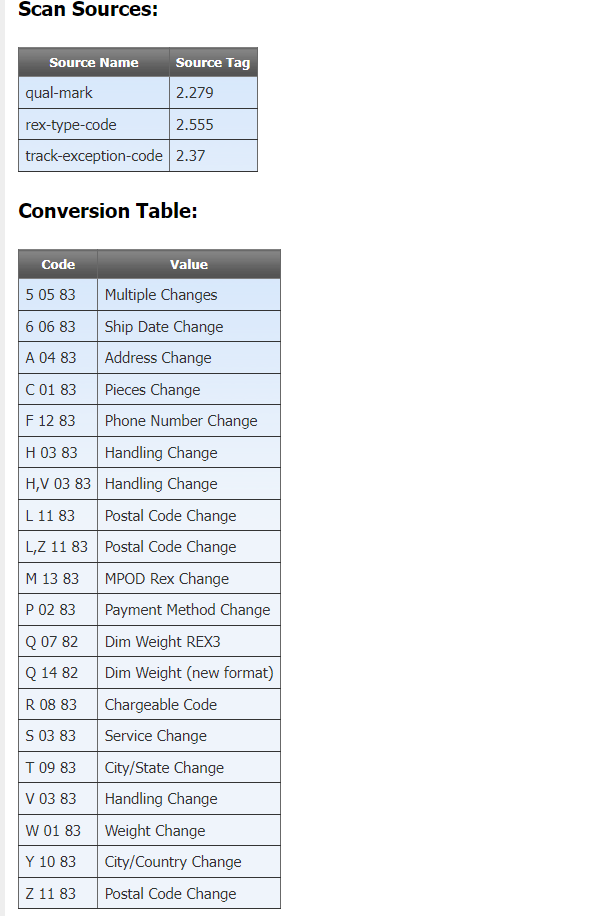 Scan Sources:
Source Name Source Tag
qual-mark 2.279
rex-type-code 2.555
track-exception-code 2.37
Conversion Table:
Code Value
5 05 83 Multiple Changes
6 06 83 Ship Date Change
A 04 83 Address Change
C 01 83 Pieces Change
F 12 83 Phone Number Change
H 03 83 Handling Change
H,V 03 83 Handling Change
L 11 83 Postal Code Change
L,Z 11 83 Postal Code Change
M 13 83 MPOD Rex Change
P 02 83 Payment Method Change
Q 07 82 Dim Weight REX3
Q 14 82 Dim Weight (new format)
R 08 83 Chargeable Code
S 03 83 Service Change
T 09 83 City/State Change
V 03 83 Handling Change
W 01 83 Weight Change
Y 10 83 City/Country Change
Z 11 83 Postal Code Change